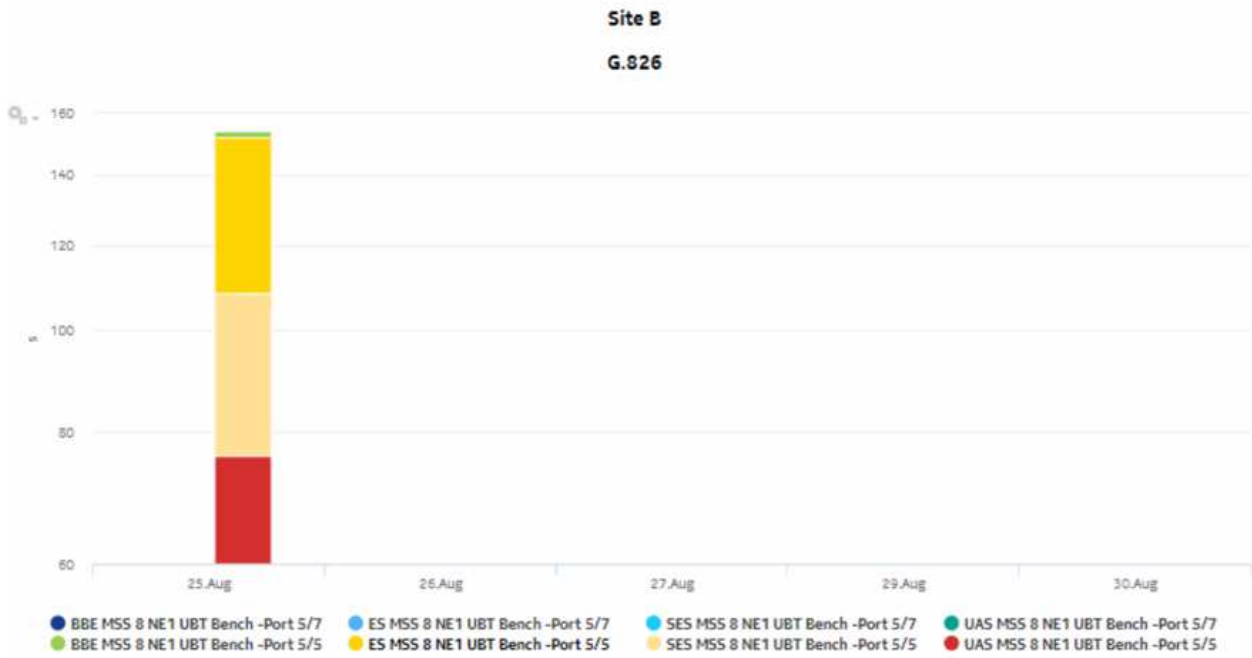 Site B
G.826
160
140
120
100
80
60
s
25.Aug
26.Aug
27.Aug
29.Aug
30.Aug
BBE MSS 8 NE1 UBT Bench -Port 5/7
ES MSS 8 NE1 UBT Bench -Port 5/7
SES MSS 8 NE1 UBT Bench -Port 5/7
UAS MSS 8 NE1 UBT Bench -Port 5/7
BBE MSS 8 NE1 UBT Bench -Port 5/5
ES MSS 8 NE1 UBT Bench -Port 5/5
SES MSS 8 NE1 UBT Bench -Port 5/5
UAS MSS 8 NE1 UBT Bench -Port 5/5